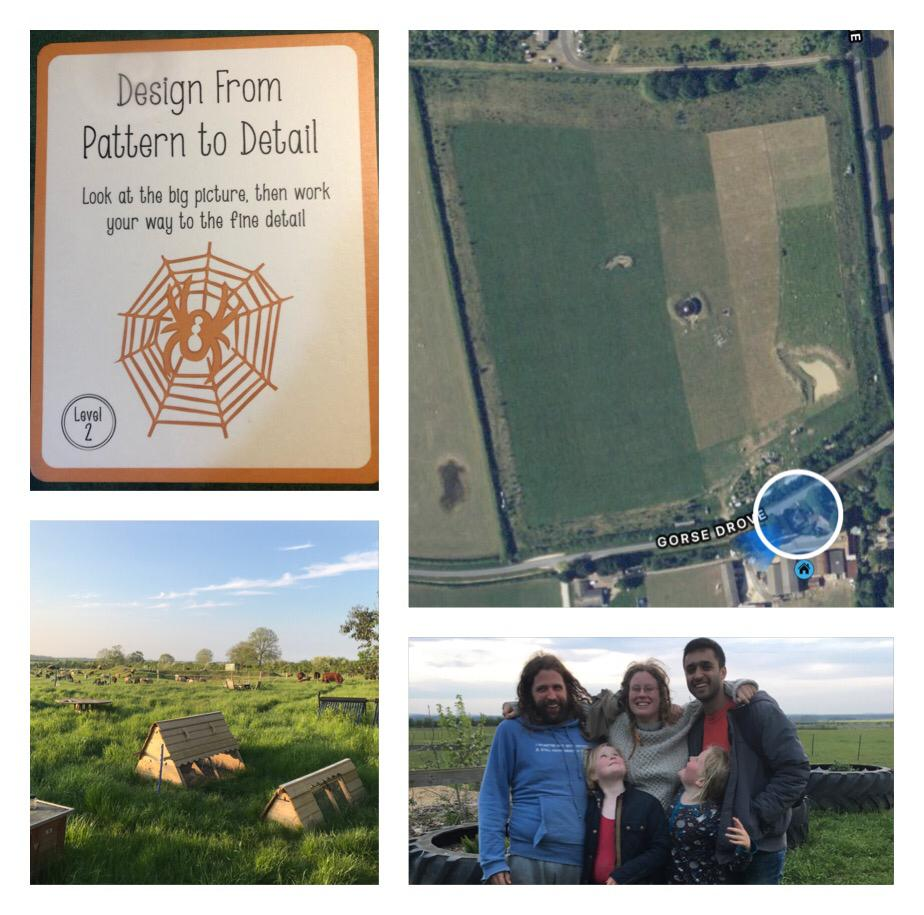 Design From
Pattern to Detail
Look at the big picture, then work
your way to the fine detail
Level
2
GORSE DROVE